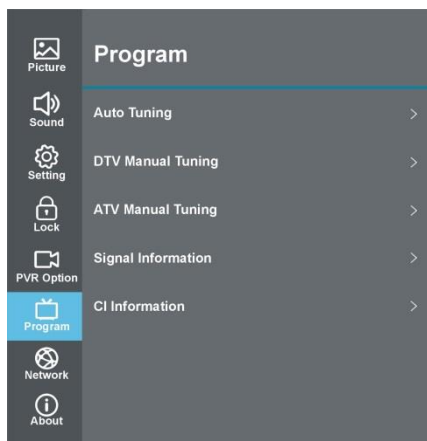 Picture
Sound
Setting
Lock
PVR Option
Program
Network
About
Program
Auto Tuning
DTV Manual Tuning
ATV Manual Tuning
Signal Information
CI Information